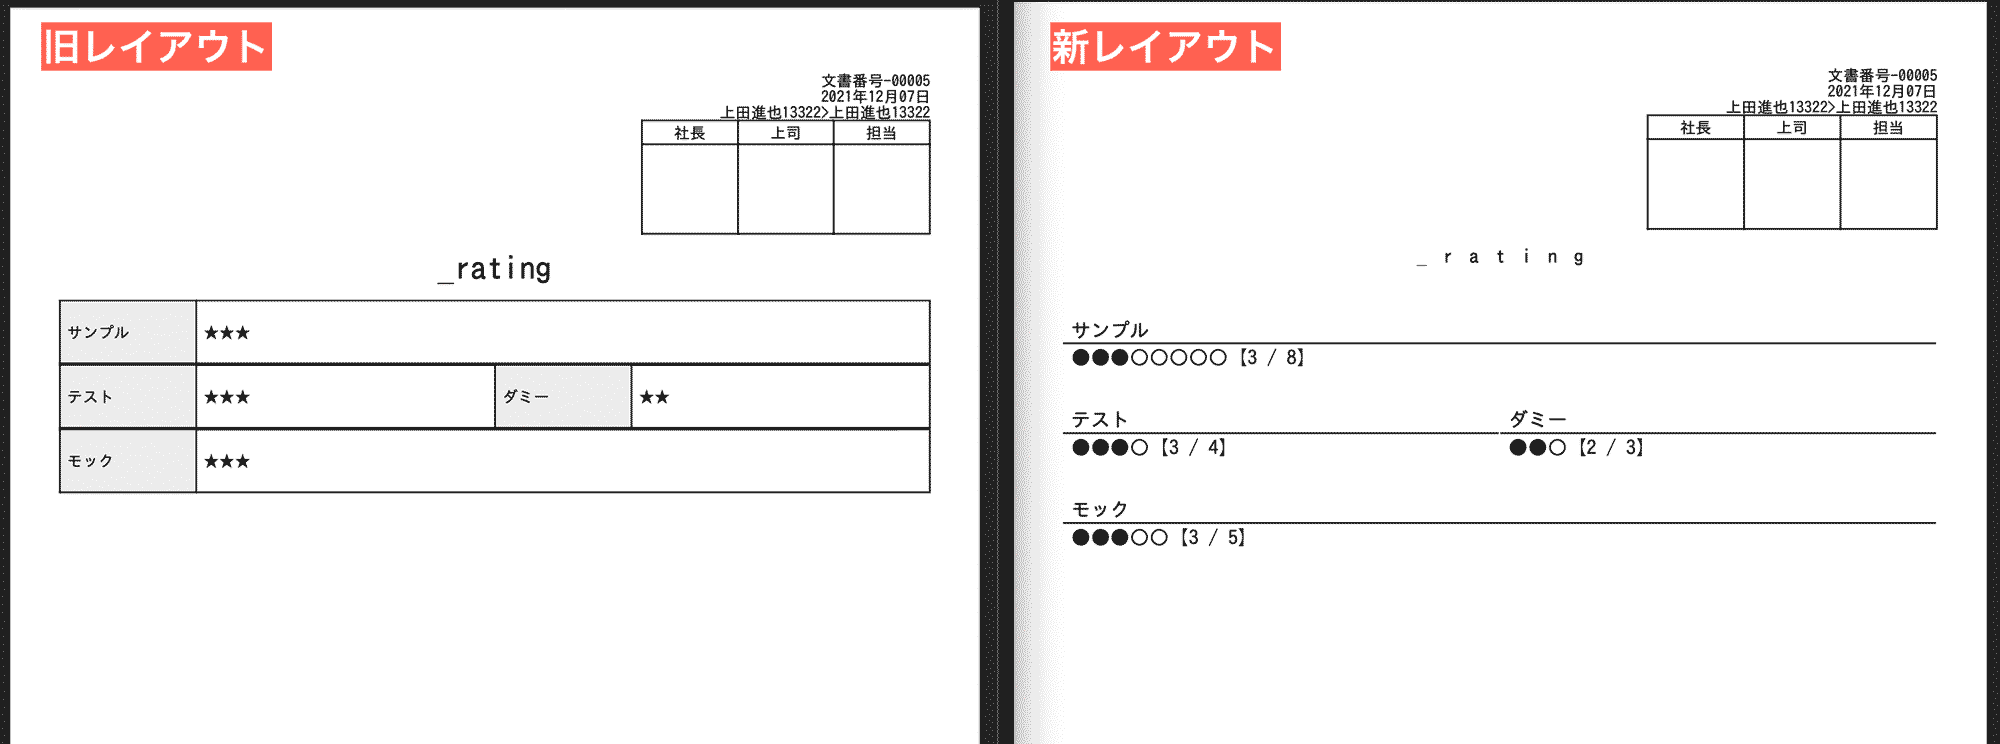 旧レイアウト
文書番号-00005
2021年12月07日
上田進也13322>上田進也13322
社長 上司 担当
_rating
サンプル ★★★
テスト ★★★ ダミー ★★
モック ★★★
新レイアウト
文書番号-00005
2021年12月07日
上田進也13322>上田進也13322
社長 上司 担当
_ r a t i n g
サンプル
●●●○○○○○【3 / 8】
テスト ダミー
●●●○【3 / 4】 ●●○【2 / 3】
モック
●●●○○【3 / 5】